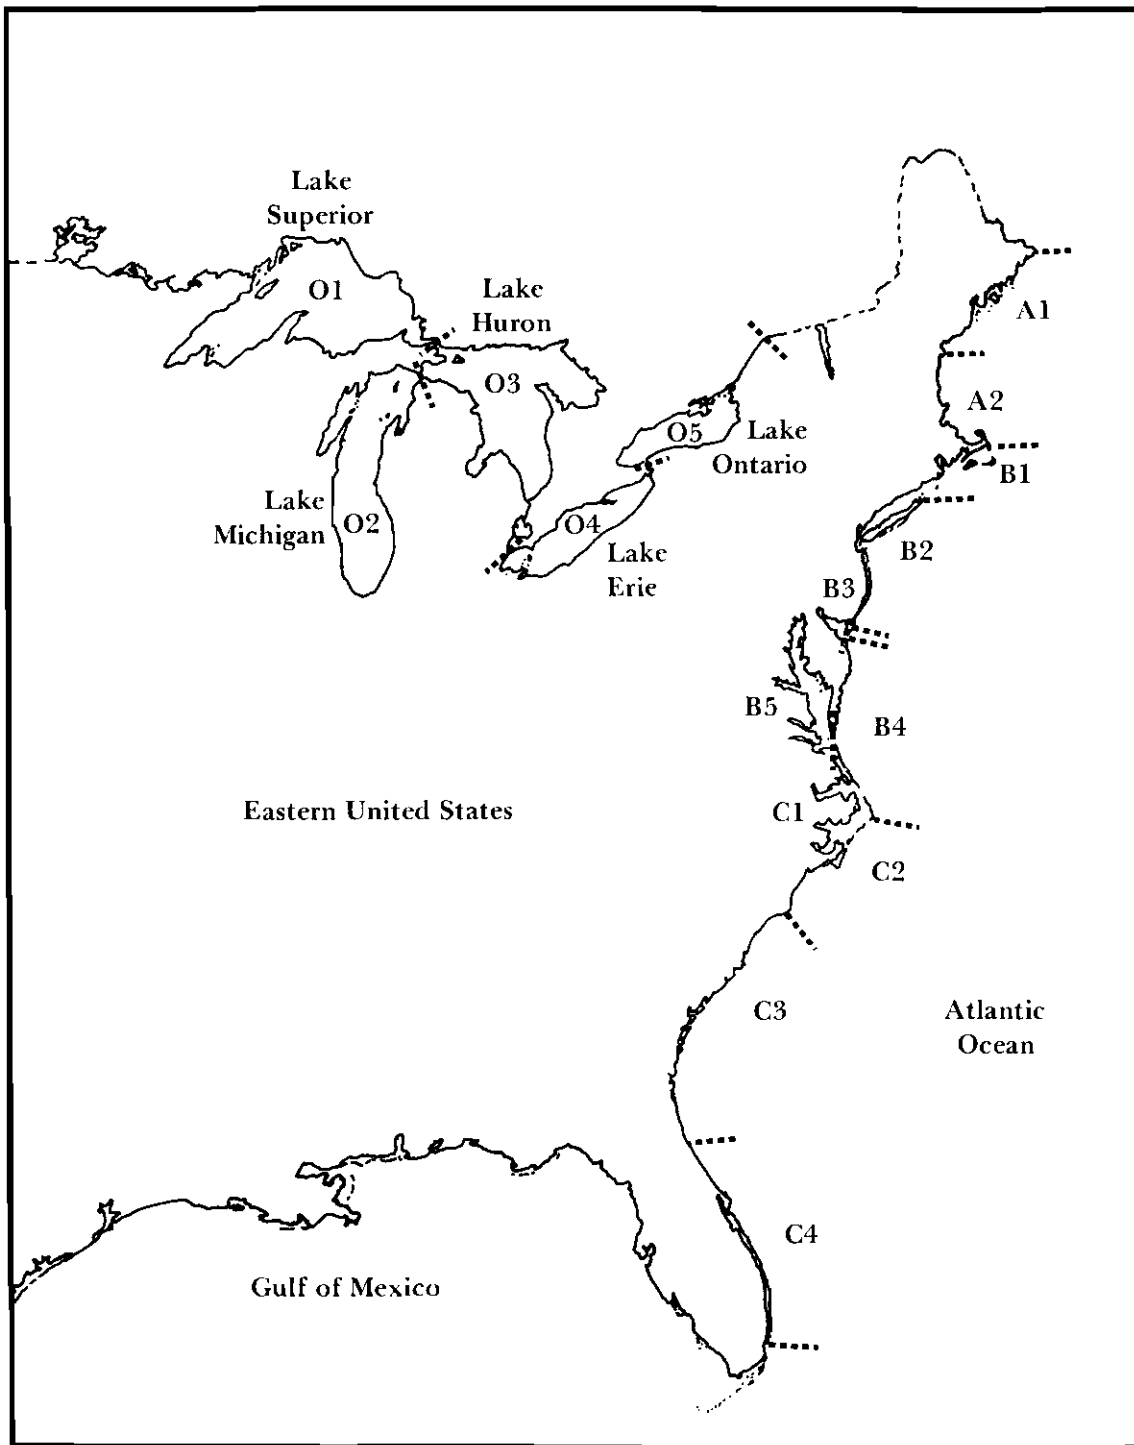 Lake
Superior
O1
Lake
Huron
A1
O3
A2
O5
Lake
Ontario
B1
Lake
Michigan
O2
O4
B2
Lake
Erie
B3
B5
B4
Eastern United States
C1
C2
C3
Atlantic
Ocean
C4
Gulf of Mexico